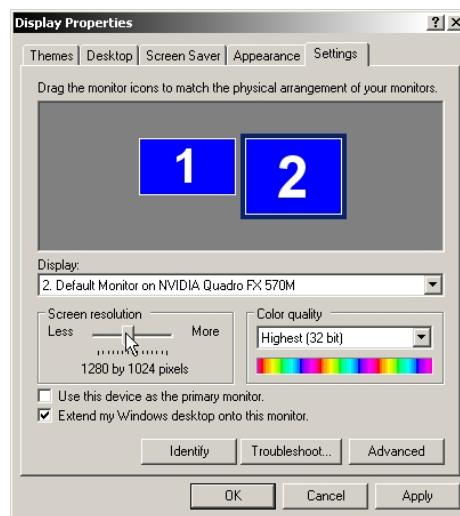 Display Properties
Themes Desktop Screen Saver Appearance Settings
Drag the monitor icons to match the physical arrangement of your monitors.
1 2
Display:
2. Default Monitor on NVIDIA Quadro FX 570M
Screen resolution
Less More
1280 by 1024 pixels
Color quality
Highest (32 bit)
Use this device as the primary monitor.
Extend my Windows desktop onto this monitor.
Identify Troubleshoot... Advanced
OK Cancel Apply